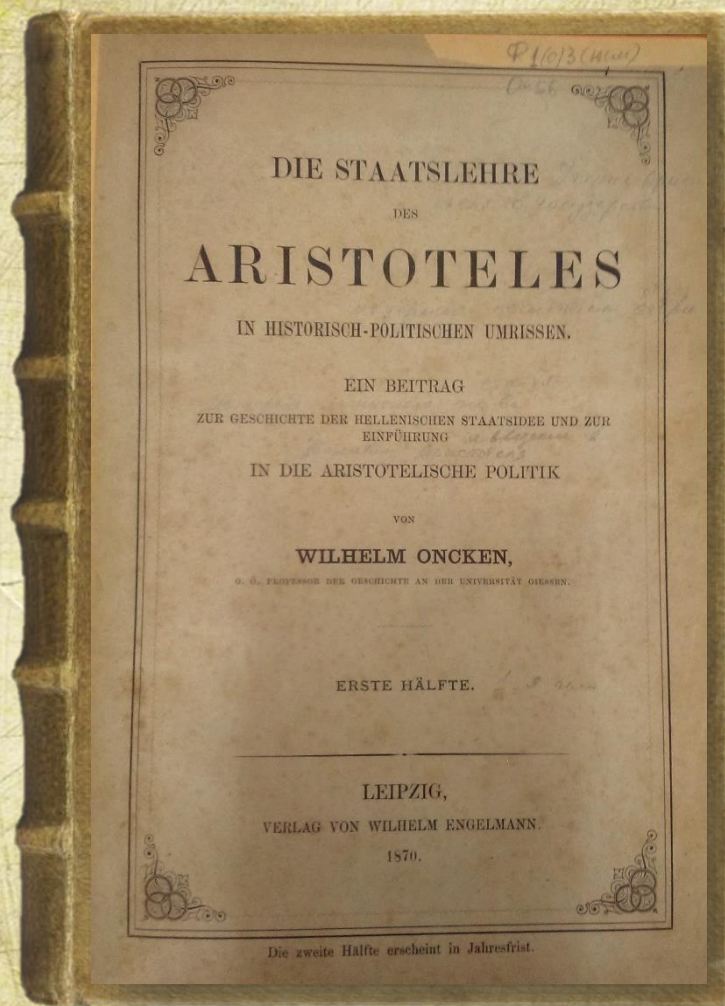 DIE STAATSLEHRE
DES
ARISTOTELES
IN HISTORISCH-POLITISCHEN UMRISSEN.
EIN BEITRAG
ZUR GESCHICHTE DER HELLENISCHEN STAATSIDEE UND ZUR
EINFÜHRUNG
IN DIE ARISTOTELISCHE POLITIK
VON
WILHELM ONCKEN,
O. Ö. PROFESSOR DER GESCHICHTE AN DER UNIVERSITÄT GIESSEN.
ERSTE HÄLFTE.
LEIPZIG,
VERLAG VON WILHELM ENGELMANN.
1870.
Die zweite Hälfte erscheint in Jahresfrist.